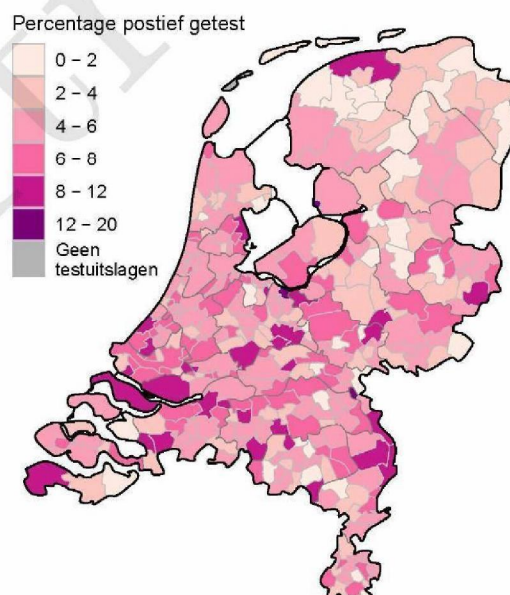 Percentage postief getest
0 – 2
2 – 4
4 – 6
6 – 8
8 – 12
12 – 20
Geen
testuitslagen